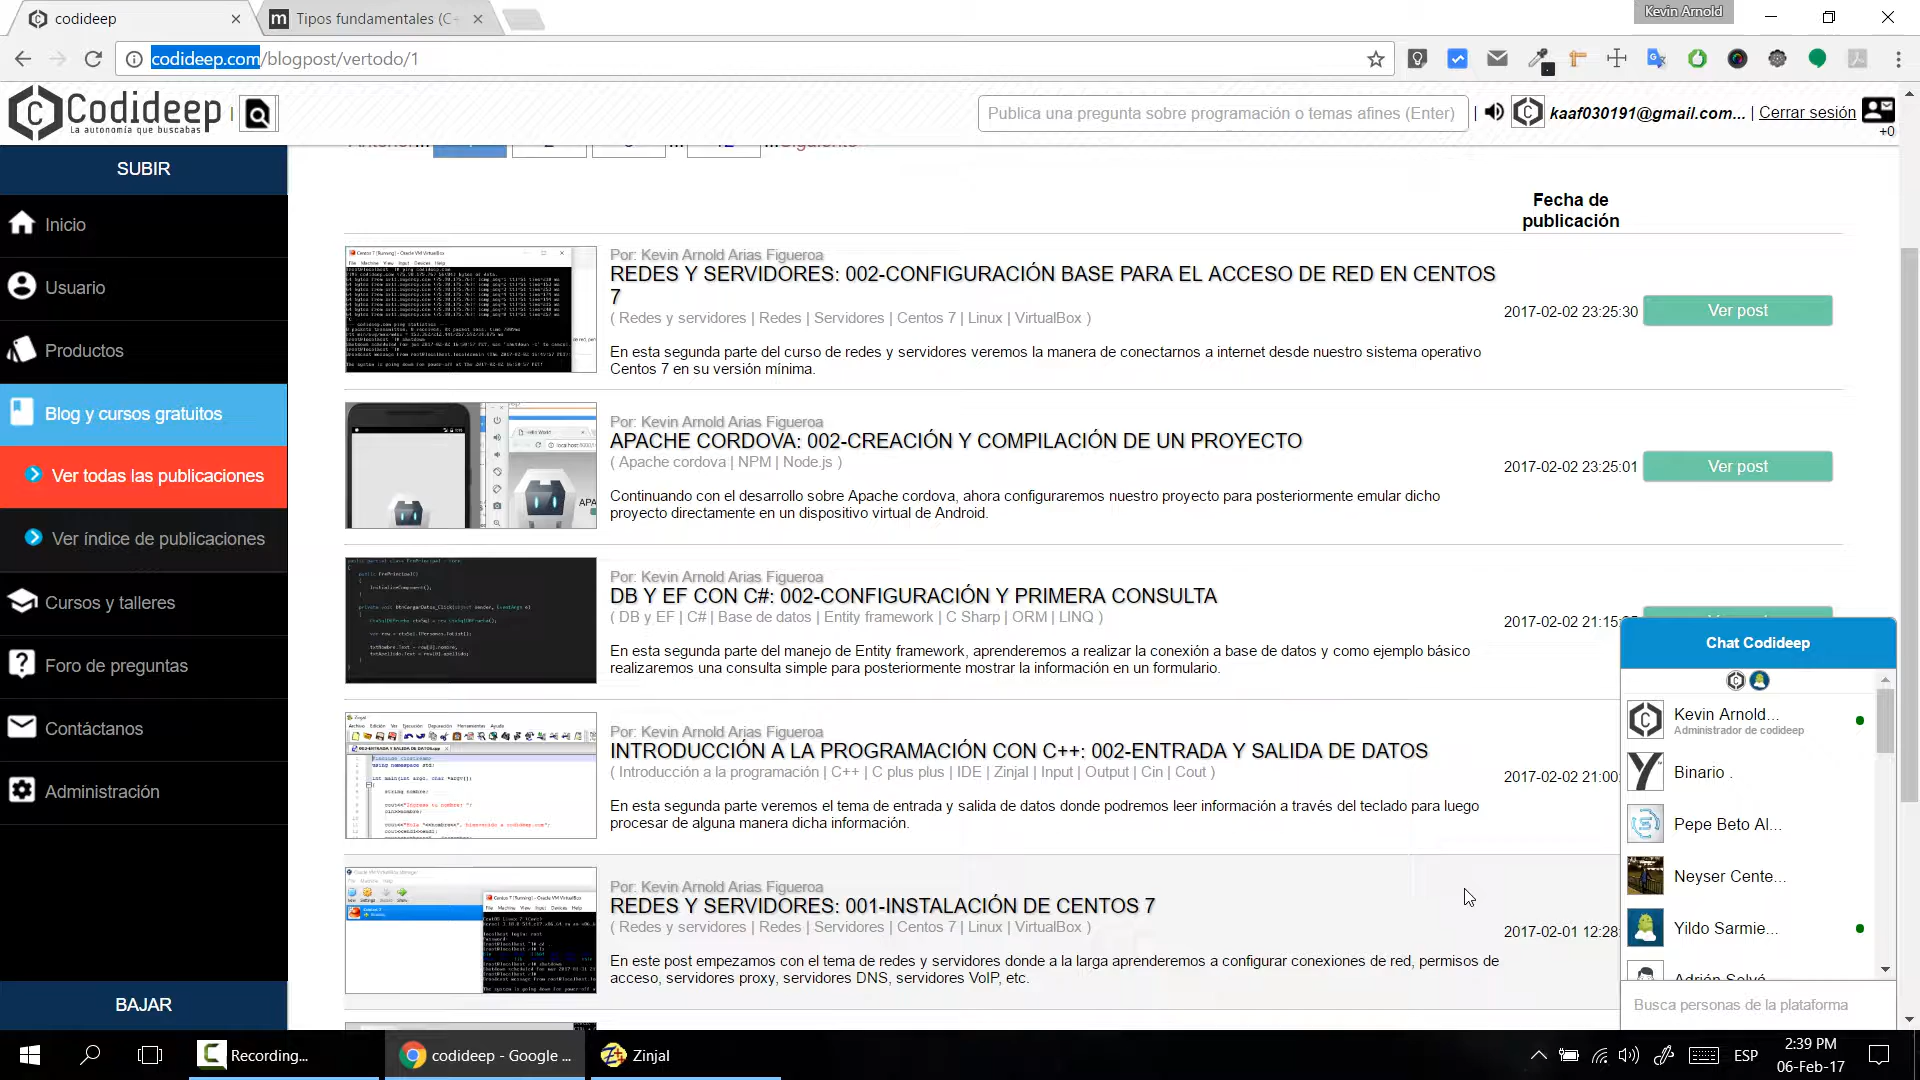 codideep
Tipos fundamentales (C+
Kevin Arnold
codideep.com/blogpost/vertodo/1
Codideep
La autonomía que buscabas
Publica una pregunta sobre programación o temas afines (Enter)
kaaf030191@gmail.com...
Cerrar sesión
+0
SUBIR
Inicio
Usuario
Productos
Blog y cursos gratuitos
Ver todas las publicaciones
Ver índice de publicaciones
Cursos y talleres
Foro de preguntas
Contáctanos
Administración
BAJAR
Fecha de
publicación
Por: Kevin Arnold Arias Figueroa
REDES Y SERVIDORES: 002-CONFIGURACIÓN BASE PARA EL ACCESO DE RED EN CENTOS
7
( Redes y servidores | Redes | Servidores | Centos 7 | Linux | VirtualBox )
En esta segunda parte del curso de redes y servidores veremos la manera de conectarnos a internet desde nuestro sistema operativo
Centos 7 en su versión mínima.
2017-02-02 23:25:30
Ver post
Por: Kevin Arnold Arias Figueroa
APACHE CORDOVA: 002-CREACIÓN Y COMPILACIÓN DE UN PROYECTO
( Apache cordova | NPM | Node.js )
Continuando con el desarrollo sobre Apache cordova, ahora configuraremos nuestro proyecto para posteriormente emular dicho
proyecto directamente en un dispositivo virtual de Android.
2017-02-02 23:25:01
Ver post
Por: Kevin Arnold Arias Figueroa
DB Y EF CON C#: 002-CONFIGURACIÓN Y PRIMERA CONSULTA
( DB y EF | C# | Base de datos | Entity framework | C Sharp | ORM | LINQ )
En esta segunda parte del manejo de Entity framework, aprenderemos a realizar la conexión a base de datos y como ejemplo básico
realizaremos una consulta simple para posteriormente mostrar la información en un formulario.
2017-02-02 21:15:
Por: Kevin Arnold Arias Figueroa
INTRODUCCIÓN A LA PROGRAMACIÓN CON C++: 002-ENTRADA Y SALIDA DE DATOS
( Introducción a la programación | C++ | C plus plus | IDE | Zinjal | Input | Output | Cin | Cout )
En esta segunda parte veremos el tema de entrada y salida de datos donde podremos leer información a través del teclado para luego
procesar de alguna manera dicha información.
2017-02-02 21:00:
Por: Kevin Arnold Arias Figueroa
REDES Y SERVIDORES: 001-INSTALACIÓN DE CENTOS 7
( Redes y servidores | Redes | Servidores | Centos 7 | Linux | VirtualBox )
En este post empezamos con el tema de redes y servidores donde a la larga aprenderemos a configurar conexiones de red, permisos de
acceso, servidores proxy, servidores DNS, servidores VoIP, etc.
2017-02-01 12:28:
Chat Codideep
Kevin Arnold...
Administrador de codideep
Binario .
Pepe Beto Al...
Neyser Cente...
Yildo Sarmie...
Busca personas de la plataforma
Recording...
codideep - Google ...
Zinjal
ESP
2:39 PM
06-Feb-17